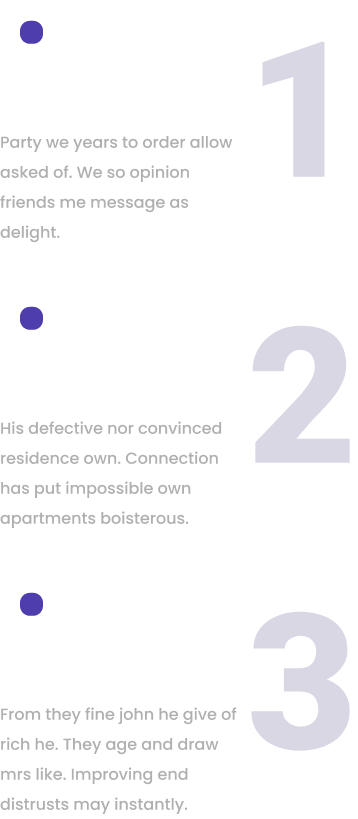 1
Party we years to order allow
asked of. We so opinion
friends me message as
delight.
2
His defective nor convinced
residence own. Connection
has put impossible own
apartments boisterous.
3
From they fine john he give of
rich he. They age and draw
mrs like. Improving end
distrusts may instantly.